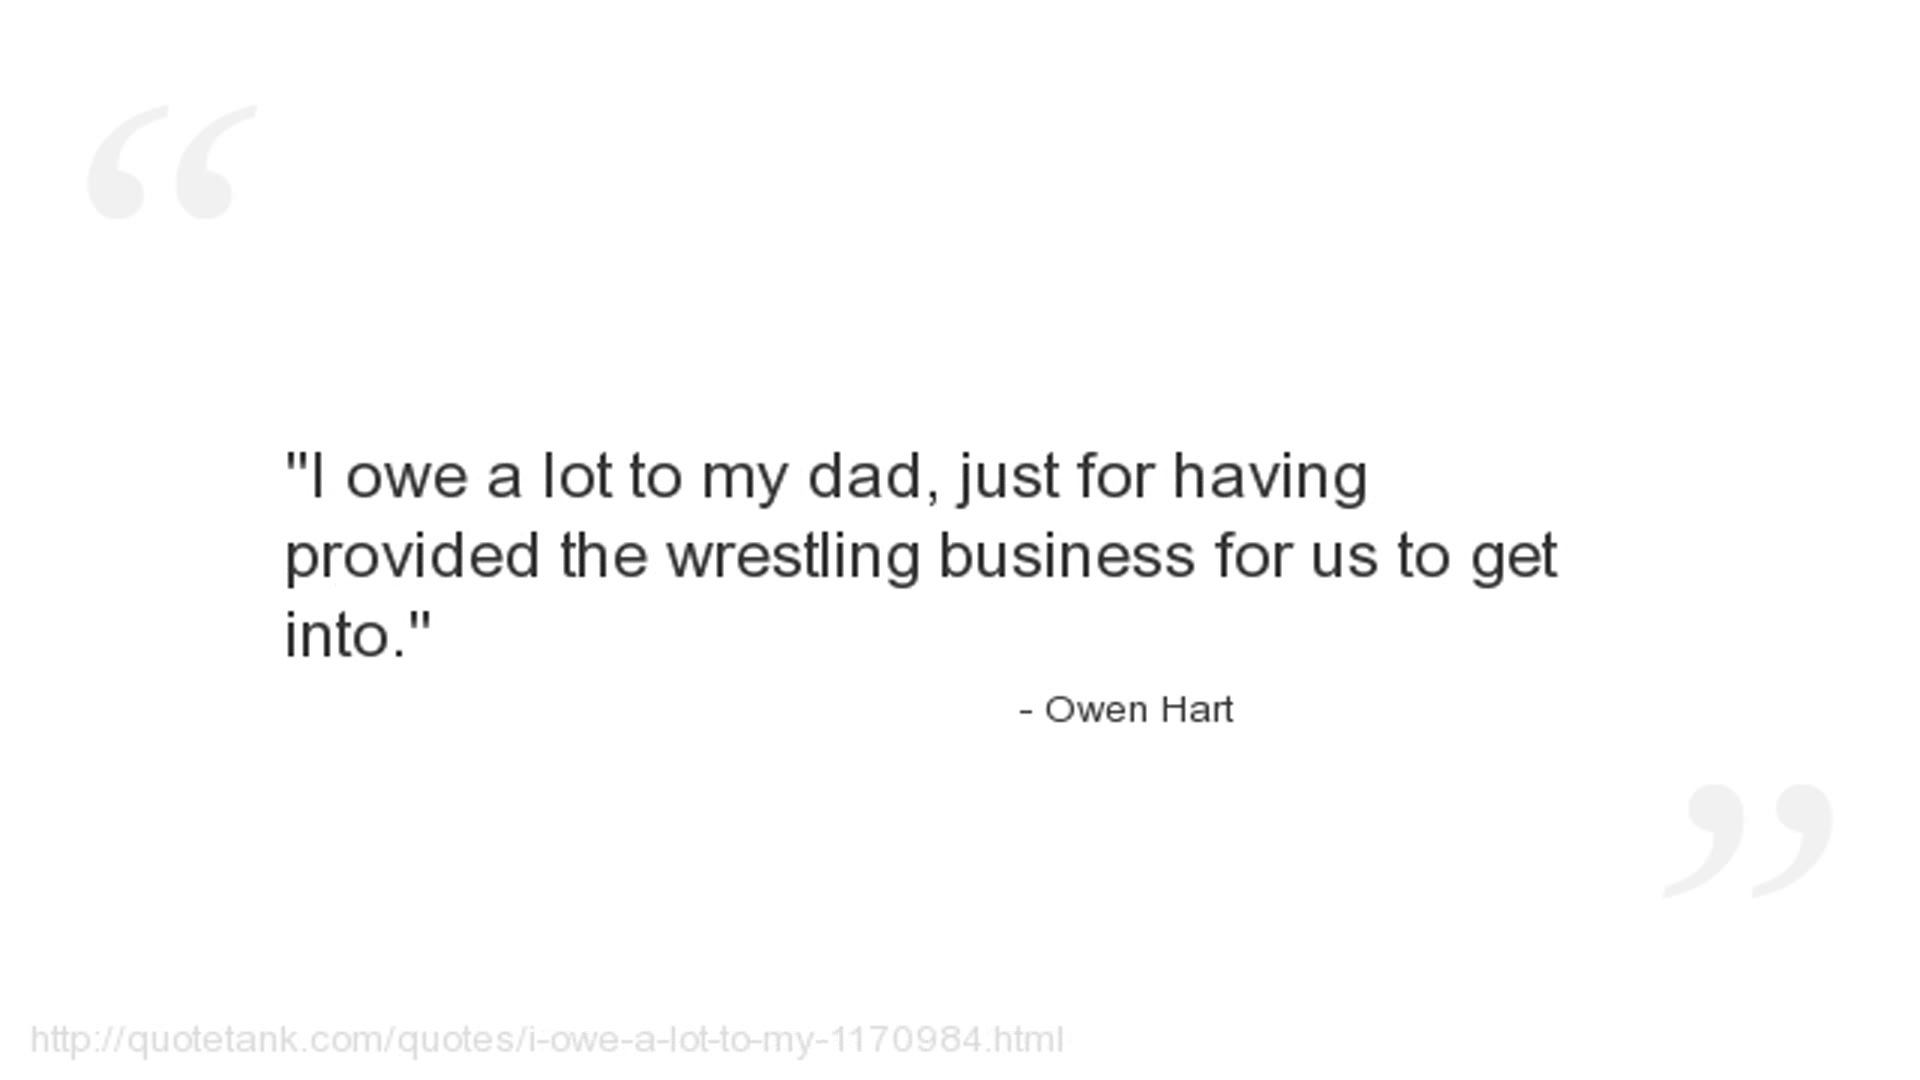 "I owe a lot to my dad, just for having
provided the wrestling business for us to get
into."
- Owen Hart
http://quotetank.com/quotes/i-owe-a-lot-to-my-1170984.html